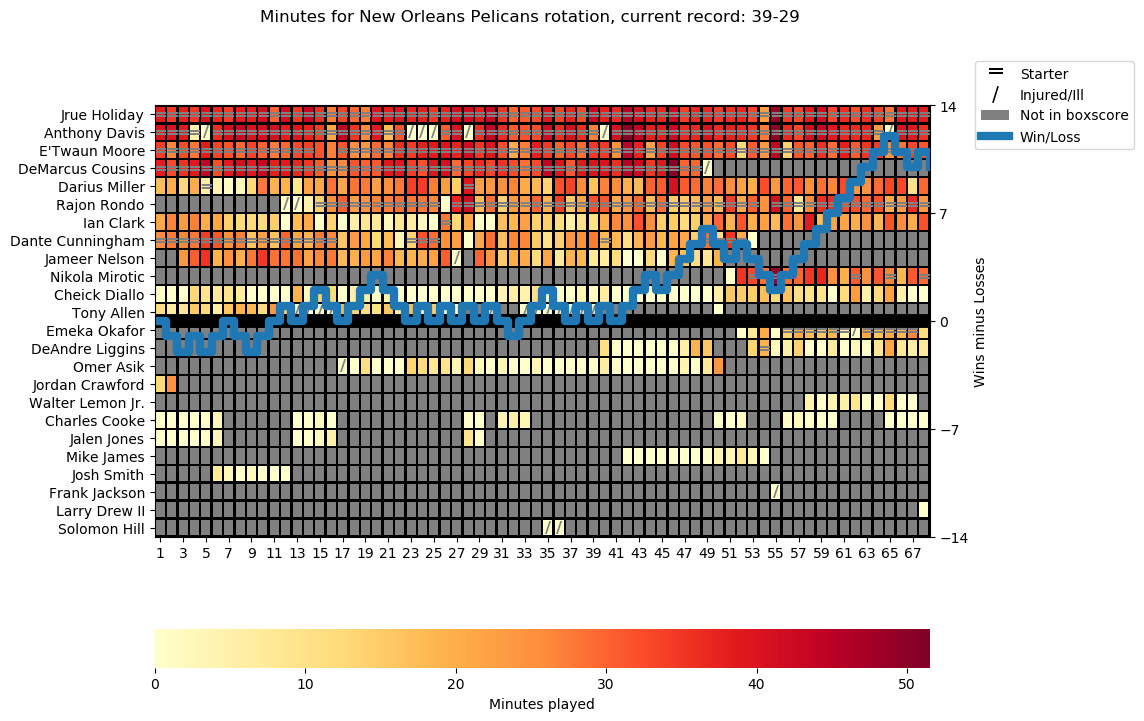 Minutes for New Orleans Pelicans rotation, current record: 39-29
Starter
Injured/Ill
Not in boxscore
Win/Loss
Jrue Holiday
Anthony Davis
E'Twaun Moore
DeMarcus Cousins
Darius Miller
Rajon Rondo
Ian Clark
Dante Cunningham
Jameer Nelson
Nikola Mirotic
Cheick Diallo
Tony Allen
Emeka Okafor
DeAndre Liggins
Omer Asik
Jordan Crawford
Walter Lemon Jr.
Charles Cooke
Jalen Jones
Mike James
Josh Smith
Frank Jackson
Larry Drew II
Solomon Hill
14
7
0
−7
−14
Wins minus Losses
1 3 5 7 9 11 13 15 17 19 21 23 25 27 29 31 33 35 37 39 41 43 45 47 49 51 53 55 57 59 61 63 65 67
0 10 20 30 40 50
Minutes played